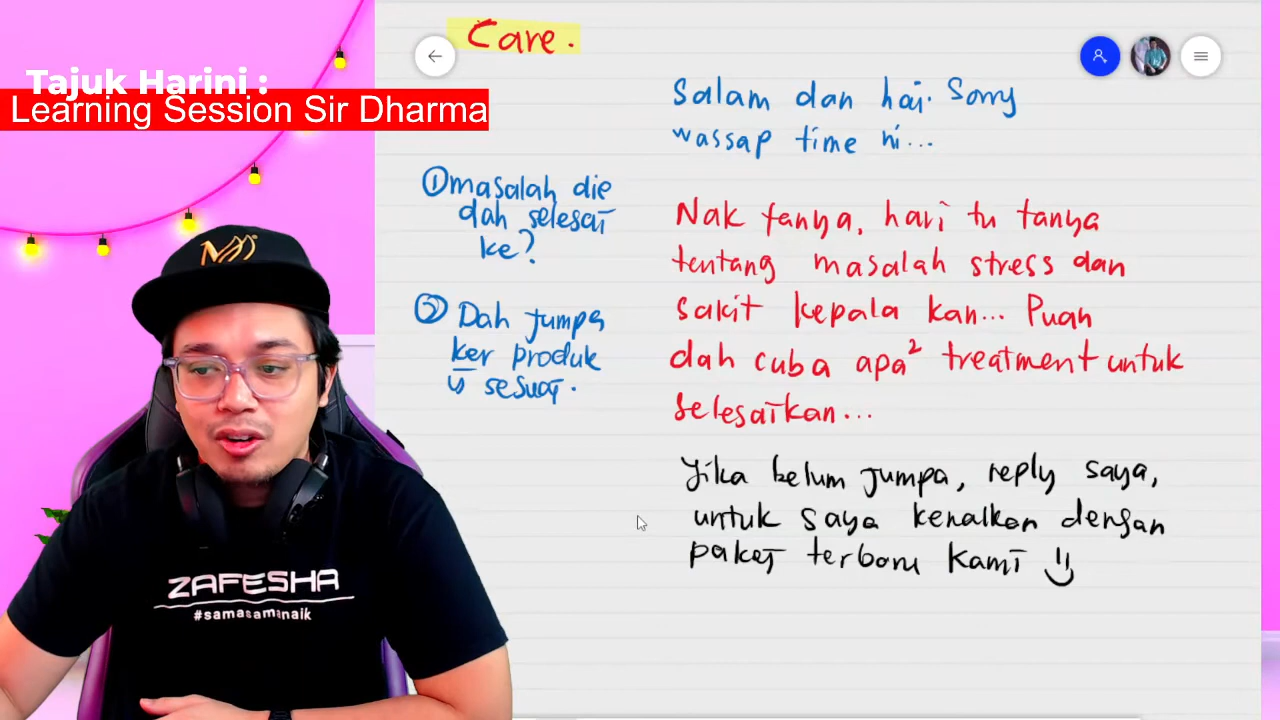 Tajuk Harini :
Learning Session Sir Dharma
Care.
Salam dan hai. Sorry
wassap time ni...
① masalah die
dah selesai
ke?
② Dah jumpa
ker produk
sesuai.
Nak tanya, hari tu tanya
tentang masalah stress dan
sakit kepala kan... Puan
dah cuba apa² treatment untuk
selesaikan...
Jika belum jumpa, reply saya,
untuk saya kenalkan dengan
pakej terbaru kami
ZAFESHA
#samasamanaik